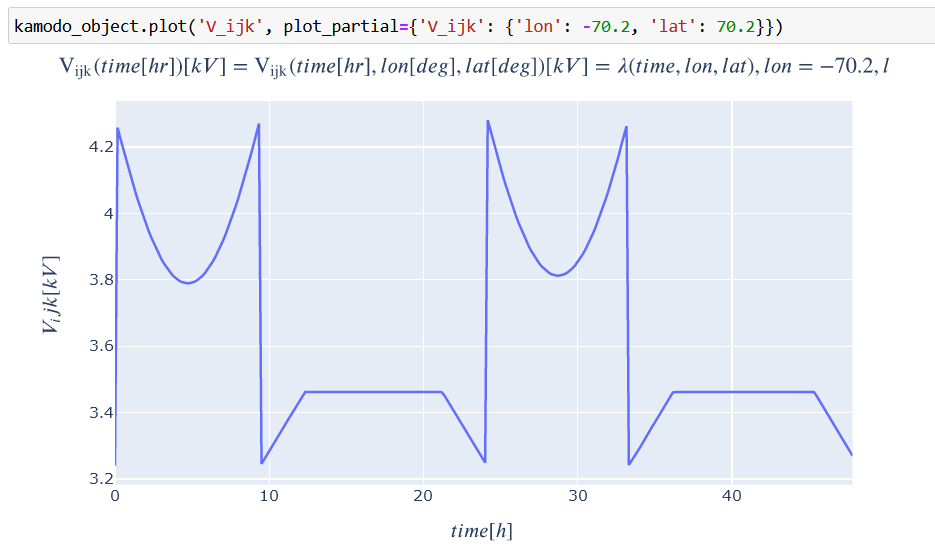 kamodo_object.plot('V_ijk', plot_partial={'V_ijk': {'lon': -70.2, 'lat': 70.2}})
V_ijk(time[hr])[kV] = V_ijk(time[hr], lon[deg], lat[deg])[kV] = λ(time, lon, lat), lon = −70.2, l
4.2
4
3.8
3.6
3.4
3.2
V_ijk[kV]
0 10 20 30 40
time[h]